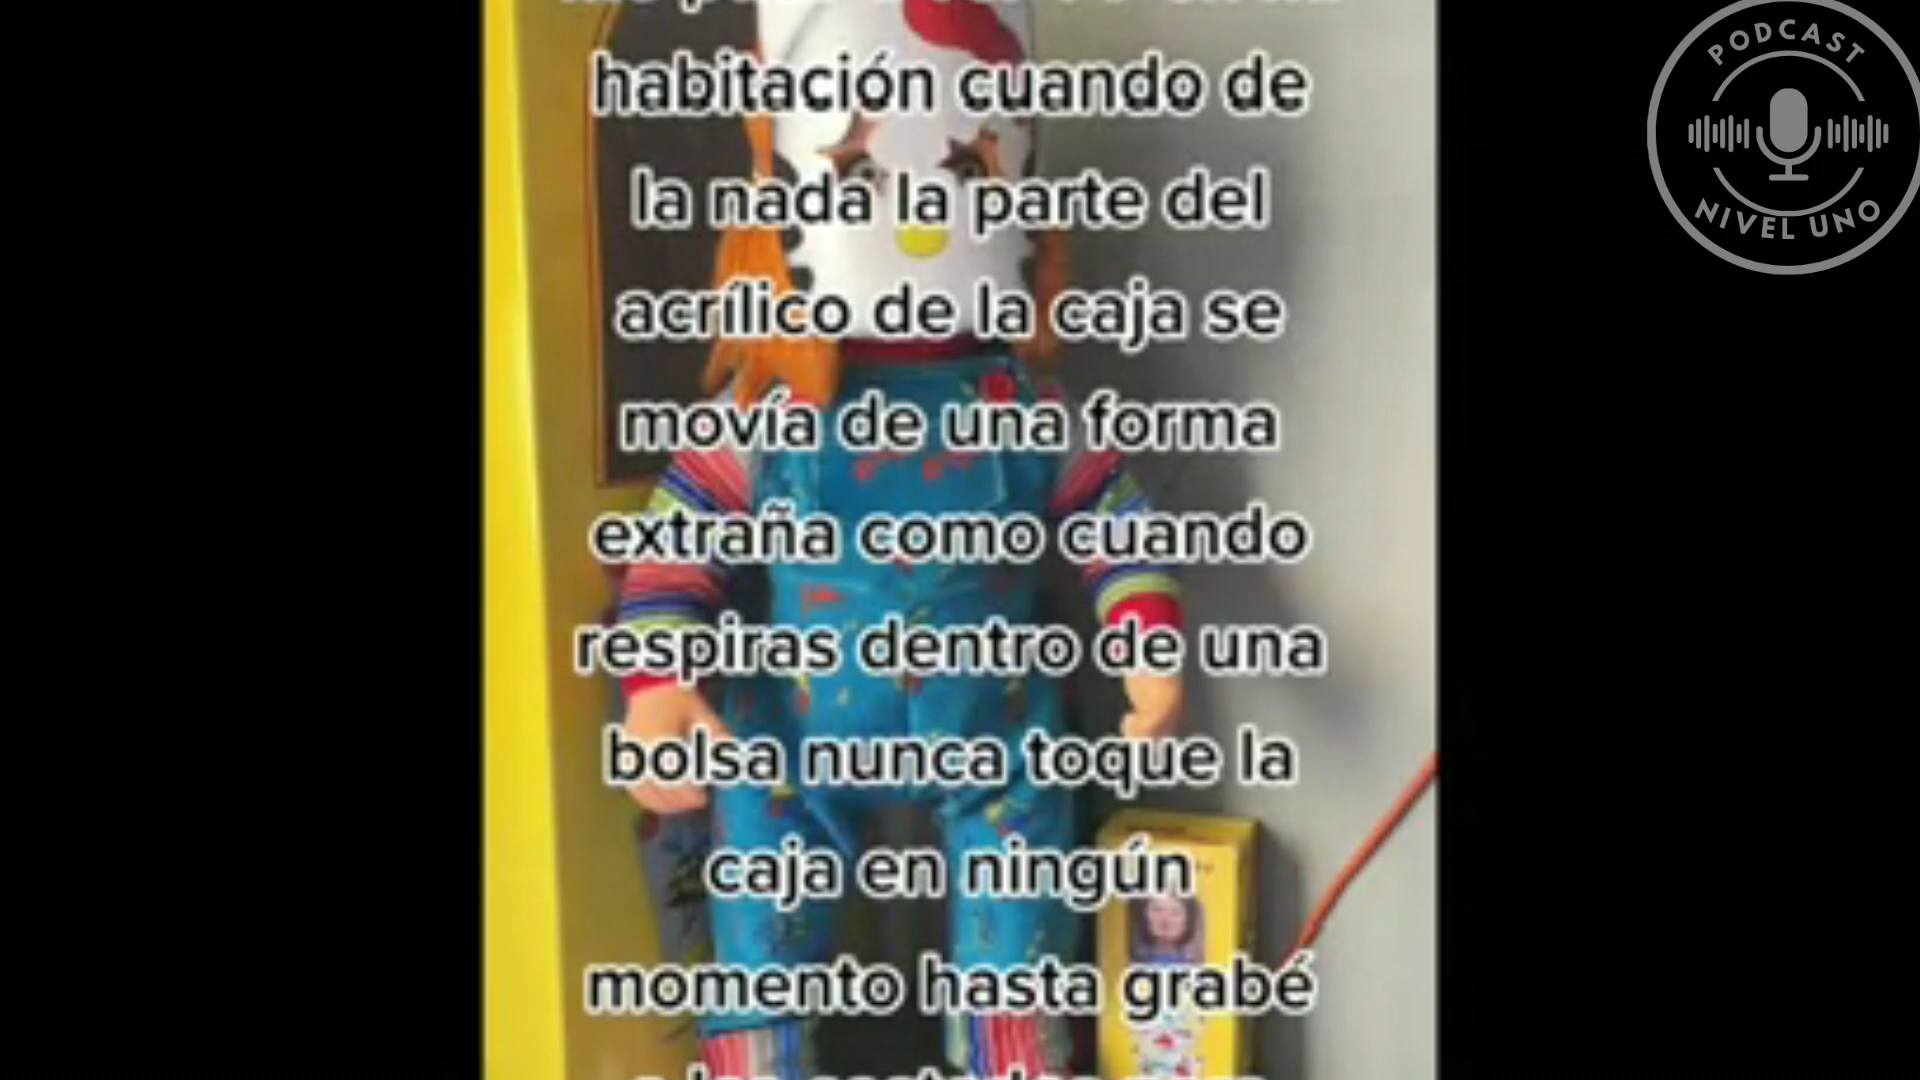 habitación cuando de
la nada la parte del
acrílico de la caja se
movía de una forma
extraña como cuando
respiras dentro de una
bolsa nunca toque la
caja en ningún
momento hasta grabé
PODCAST
NIVEL UNO